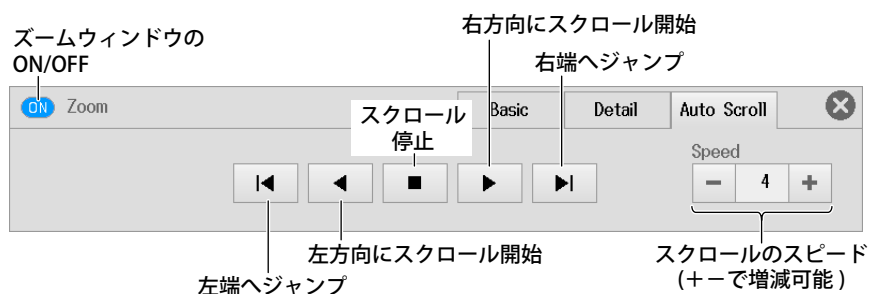 右方向にスクロール開始
ズームウィンドウの
ON/OFF
右端へジャンプ
ON Zoom
スクロール
停止
Basic
Detail
Auto Scroll
Speed
4
左方向にスクロール開始
スクロールのスピード
(+-で増減可能 )
左端へジャンプ